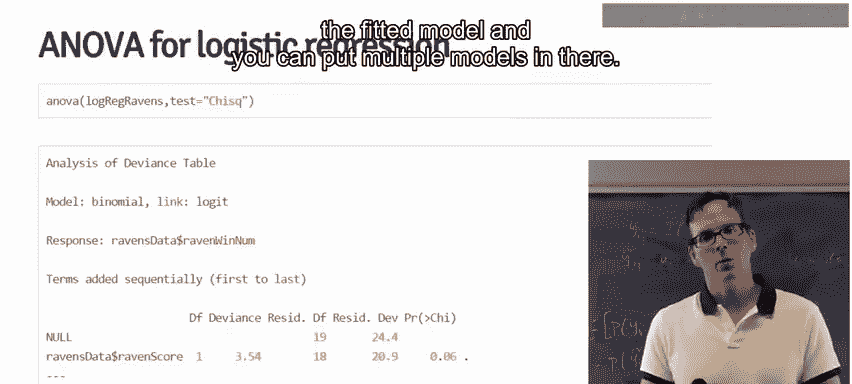 ANOVA for logistic regression
the fitted model and
you can put multiple models in there.
anova(logRegRavens,test="Chisq")
Analysis of Deviance Table
Model: binomial, link: logit
Response: ravensData$ravenWinNum
Terms added sequentially (first to last)
Df Deviance Resid. Df Resid. Dev Pr(>Chi)
NULL 19 24.4
ravensData$ravenScore 1 3.54 18 20.9 0.06 .
---